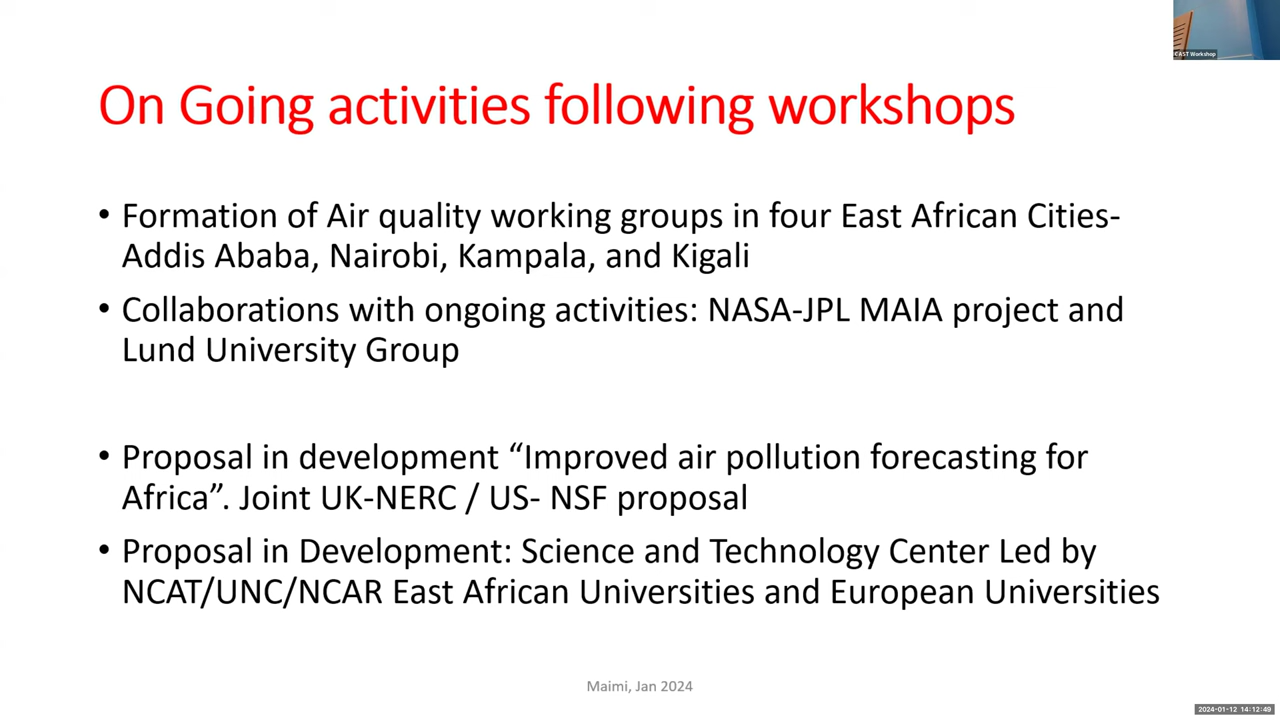 CAST Workshop
On Going activities following workshops
• Formation of Air quality working groups in four East African Cities-
Addis Ababa, Nairobi, Kampala, and Kigali
• Collaborations with ongoing activities: NASA-JPL MAIA project and
Lund University Group
• Proposal in development “Improved air pollution forecasting for
Africa”. Joint UK-NERC / US- NSF proposal
• Proposal in Development: Science and Technology Center Led by
NCAT/UNC/NCAR East African Universities and European Universities
Maimi, Jan 2024
2024-01-12 14:12:49